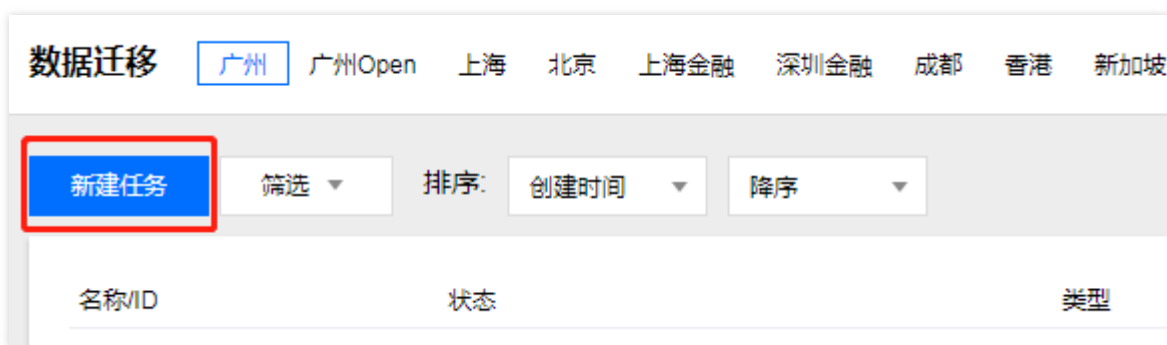 数据迁移 广州 广州Open 上海 北京 上海金融 深圳金融 成都 香港 新加坡
新建任务 筛选 排序: 创建时间 降序
名称/ID 状态 类型